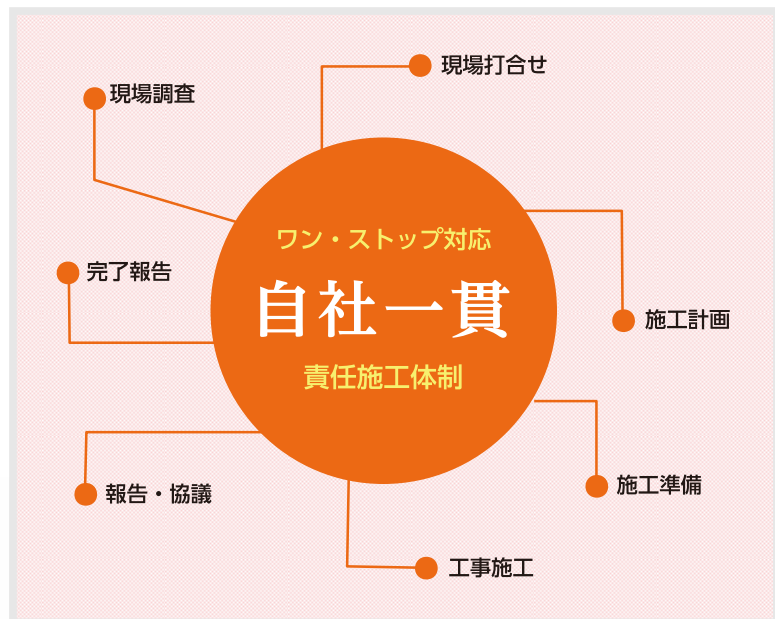 現場打合せ
現場調査
ワン・ストップ対応
完了報告
自社一貫
施工計画
責任施工体制
施工準備
報告・協議
工事施工